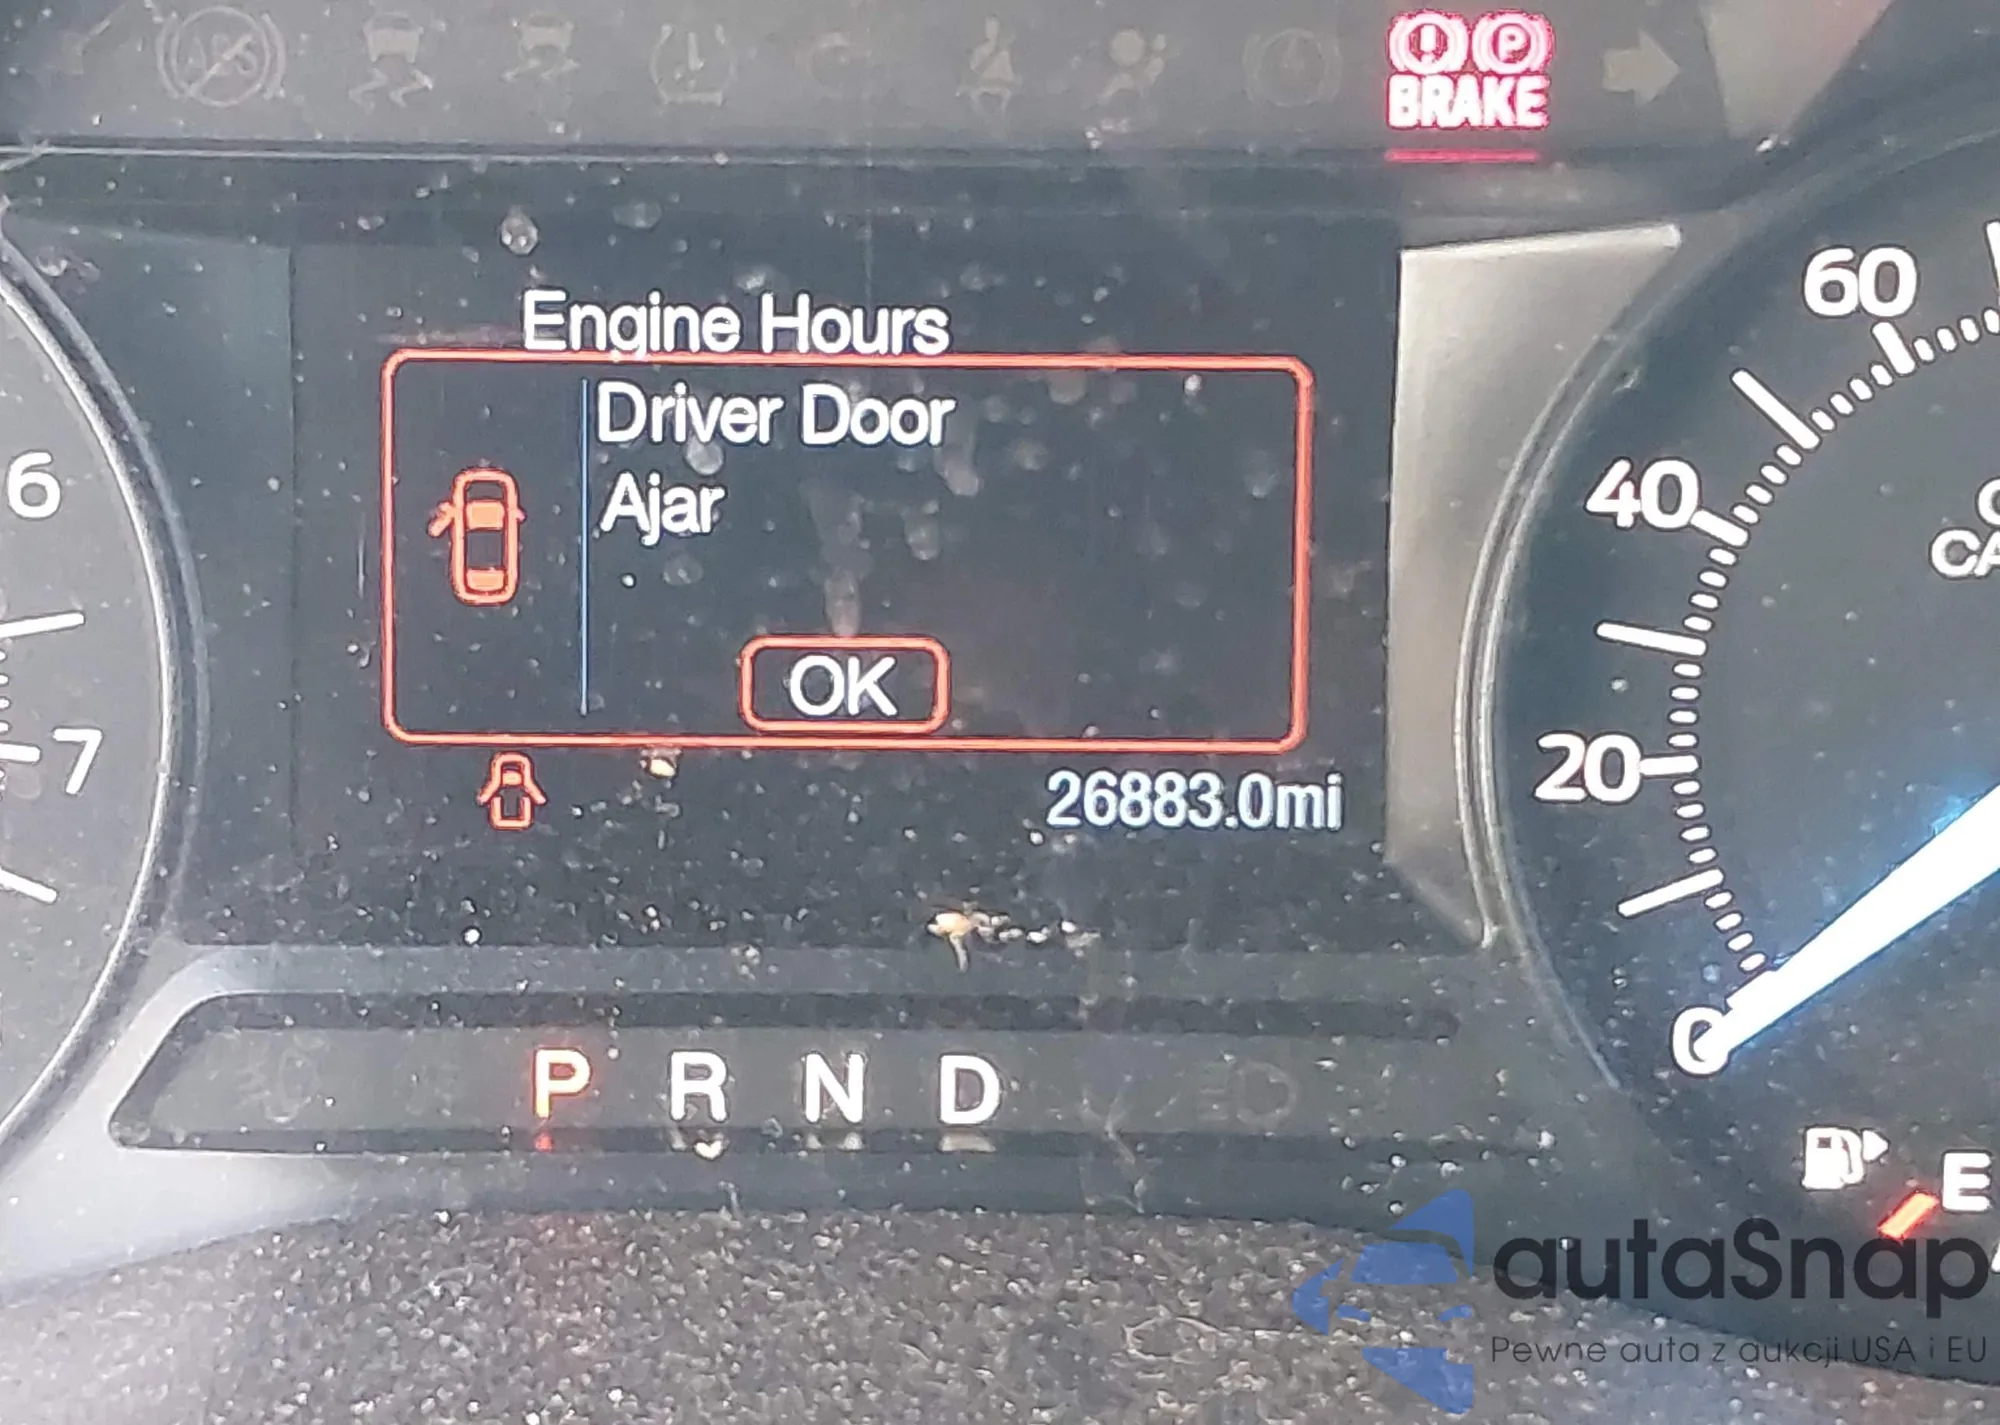 ABS
P
BRAKE
60
Engine Hours
Driver Door
Ajar
40
6
OK
20
7
26883.0mi
0
P R N D
E
autaSnap
Pewne auta z aukcji USA i EU